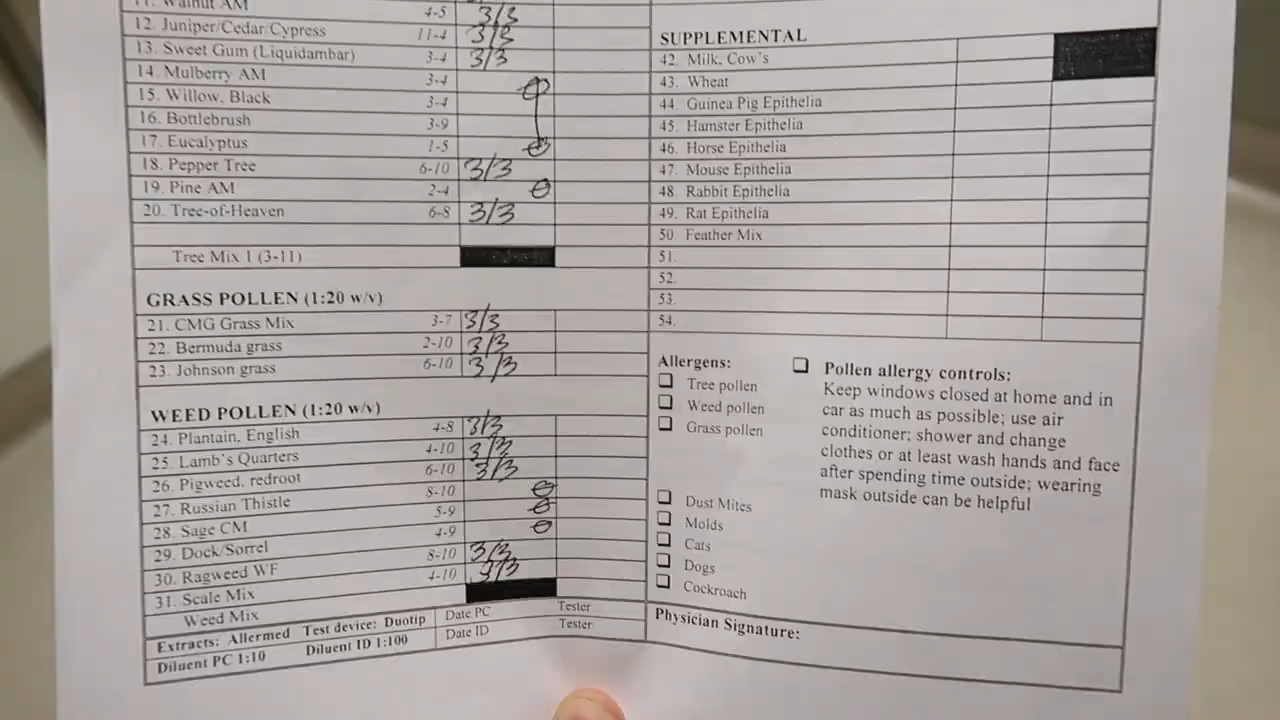 11. Walnut AM 4-5 3/3
12. Juniper/Cedar/Cypress 11-4 3/3
13. Sweet Gum (Liquidambar) 3-4 3/3
14. Mulberry AM 3-4
15. Willow, Black 3-4
16. Bottlebrush 3-9
17. Eucalyptus 1-5
18. Pepper Tree 6-10 3/3
19. Pine AM 2-4
20. Tree-of-Heaven 6-8 3/3
Tree Mix 1 (3-11)
GRASS POLLEN (1:20 w/v)
21. CMG Grass Mix 3-7 3/3
22. Bermuda grass 2-10 3/3
23. Johnson grass 6-10 3/3
WEED POLLEN (1:20 w/v)
24. Plantain, English 4-8 3/3
25. Lamb's Quarters 4-10 3/3
26. Pigweed, redroot 6-10 3/3
27. Russian Thistle 8-10
28. Sage CM 5-9
29. Dock/Sorrel 4-9
30. Ragweed WF 8-10 3/3
31. Scale Mix 4-10 3/3
Weed Mix
Extracts: Allermed Test device: Duotip
Diluent PC 1:10 Diluent ID 1:100
Date PC Tester
Date ID Tester
SUPPLEMENTAL
42. Milk, Cow's
43. Wheat
44. Guinea Pig Epithelia
45. Hamster Epithelia
46. Horse Epithelia
47. Mouse Epithelia
48. Rabbit Epithelia
49. Rat Epithelia
50. Feather Mix
51.
52.
53.
54.
Allergens:
Tree pollen
Weed pollen
Grass pollen
Dust Mites
Molds
Cats
Dogs
Cockroach
Pollen allergy controls:
Keep windows closed at home and in
car as much as possible; use air
conditioner; shower and change
clothes or at least wash hands and face
after spending time outside; wearing
mask outside can be helpful
Physician Signature: